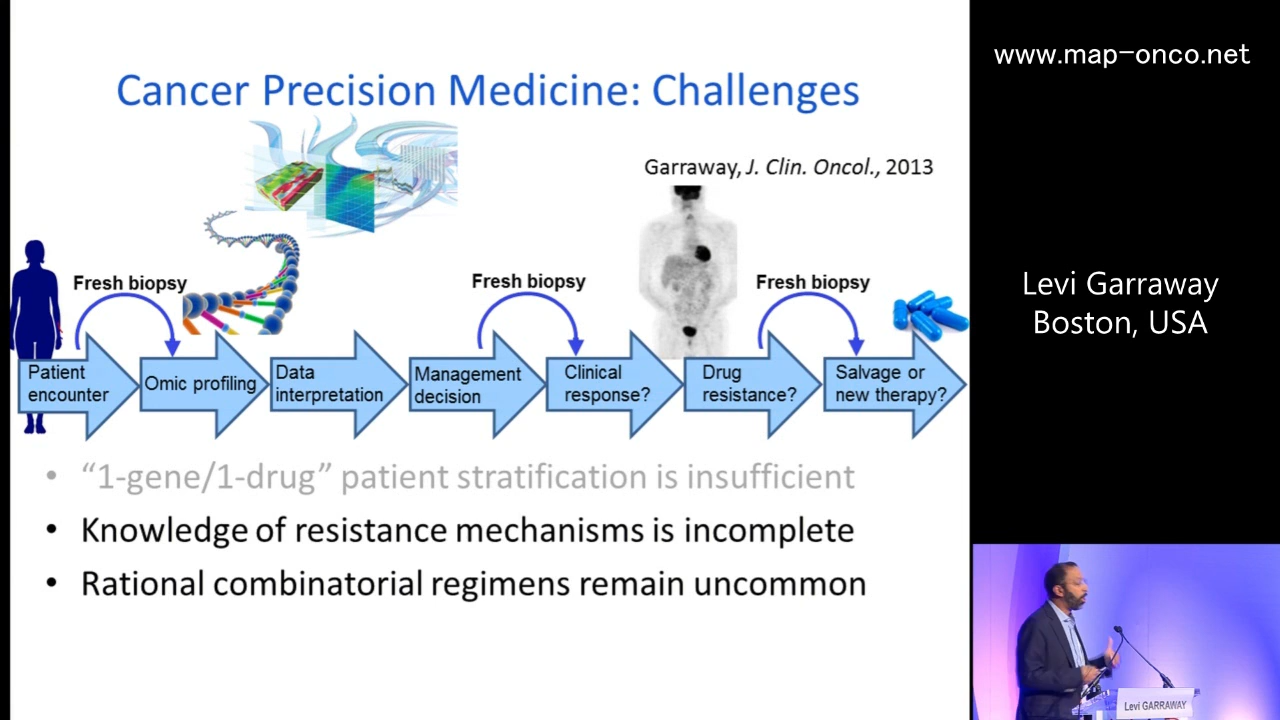 www.map-onco.net
Cancer Precision Medicine: Challenges
Garraway, J. Clin. Oncol., 2013
Fresh biopsy
Fresh biopsy
Fresh biopsy
Patient
encounter
Omic profiling
Data
interpretation
Management
decision
Clinical
response?
Drug
resistance?
Salvage or
new therapy?
• “1-gene/1-drug” patient stratification is insufficient
• Knowledge of resistance mechanisms is incomplete
• Rational combinatorial regimens remain uncommon
Levi Garraway
Boston, USA
Levi GARRAWAY